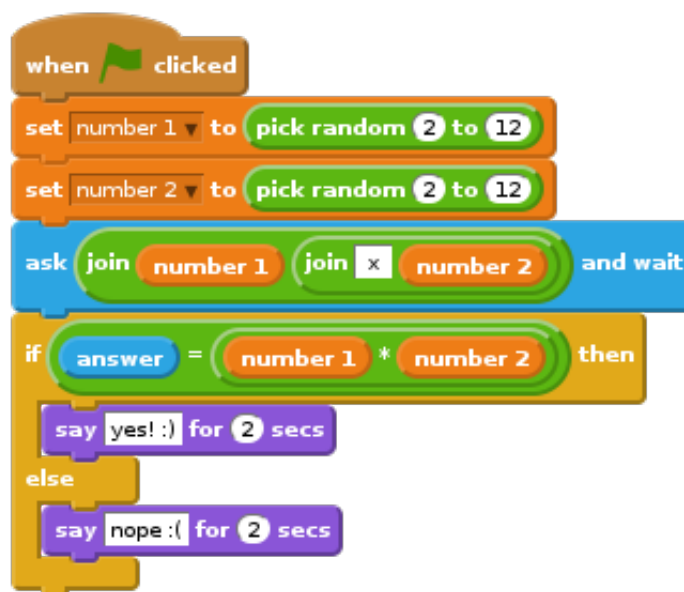 when clicked
set number 1 to pick random 2 to 12
set number 2 to pick random 2 to 12
ask join number 1 join x number 2 and wait
if answer = number 1 * number 2 then
say yes! :) for 2 secs
else
say nope :( for 2 secs